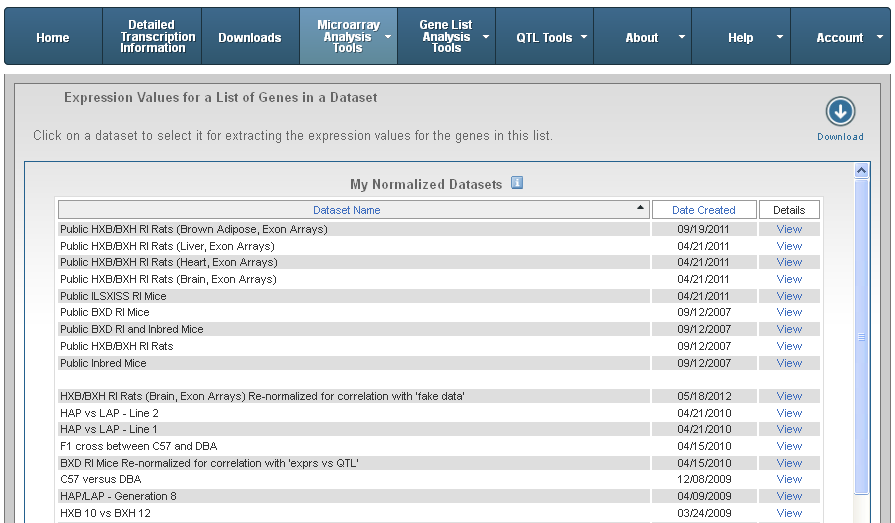 Home
Detailed
Transcription
Information
Downloads
Microarray
Analysis
Tools
Gene List
Analysis
Tools
QTL Tools
About
Help
Account
Expression Values for a List of Genes in a Dataset
Click on a dataset to select it for extracting the expression values for the genes in this list.
Download
My Normalized Datasets i
Dataset Name Date Created Details
Public HXB/BXH RI Rats (Brown Adipose, Exon Arrays) 09/19/2011 View
Public HXB/BXH RI Rats (Liver, Exon Arrays) 04/21/2011 View
Public HXB/BXH RI Rats (Heart, Exon Arrays) 04/21/2011 View
Public HXB/BXH RI Rats (Brain, Exon Arrays) 04/21/2011 View
Public ILSXISS RI Mice 04/21/2011 View
Public BXD RI Mice 09/12/2007 View
Public BXD RI and Inbred Mice 09/12/2007 View
Public HXB/BXH RI Rats 09/12/2007 View
Public Inbred Mice 09/12/2007 View
HXB/BXH RI Rats (Brain, Exon Arrays) Re-normalized for correlation with 'fake data' 05/18/2012 View
HAP vs LAP - Line 2 04/21/2010 View
HAP vs LAP - Line 1 04/21/2010 View
F1 cross between C57 and DBA 04/15/2010 View
BXD RI Mice Re-normalized for correlation with 'exprs vs QTL' 04/15/2010 View
C57 versus DBA 12/08/2009 View
HAP/LAP - Generation 8 04/09/2009 View
HXB 10 vs BXH 12 03/24/2009 View